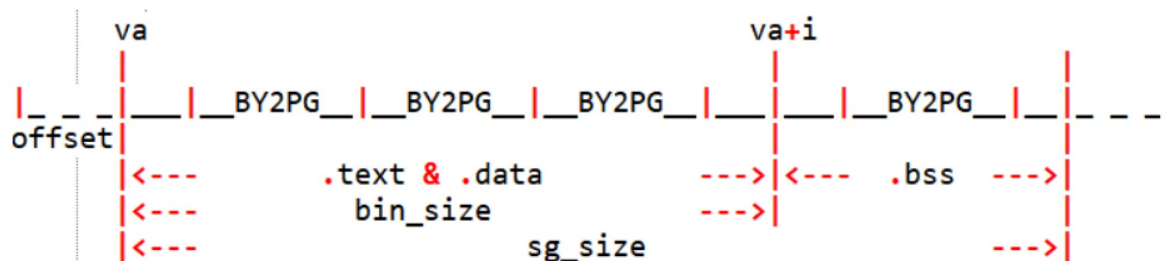 va va+i
| | |
|_ _ _|___|__BY2PG__|__BY2PG__|__BY2PG__|___|___|__BY2PG__|__|_ _ _
offset| | |
|<--- .text & .data --->|<--- .bss --->|
|<--- bin_size --->| |
|<--- sg_size --->|